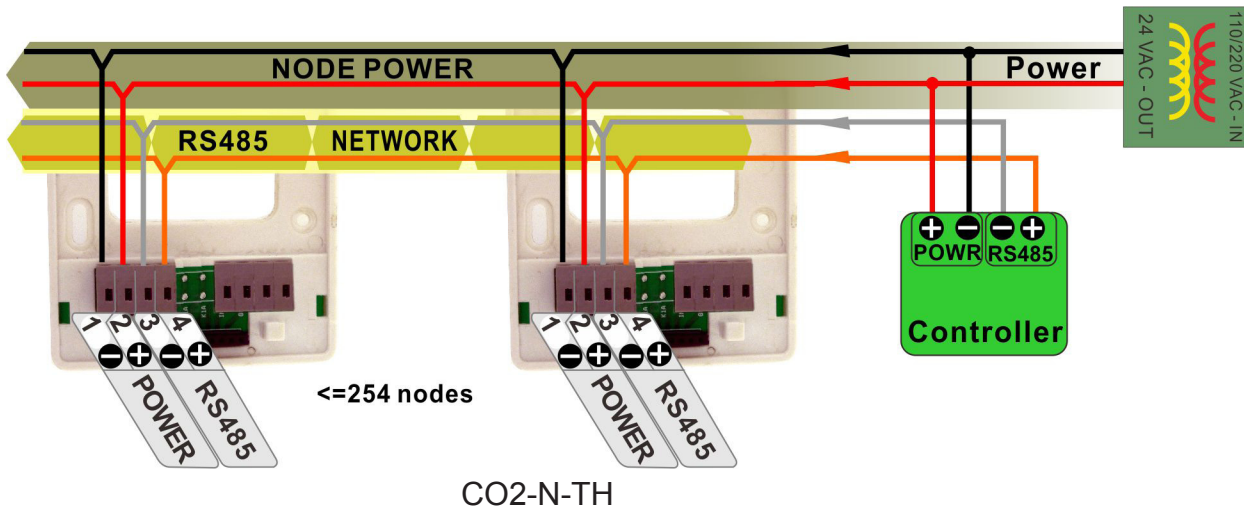 NODE POWER
Power
110/220 VAC - IN
24 VAC - OUT
RS485 NETWORK
POWR RS485
Controller
1 2 3 4
POWER RS485
1 2 3 4
POWER RS485
<=254 nodes
CO2-N-TH